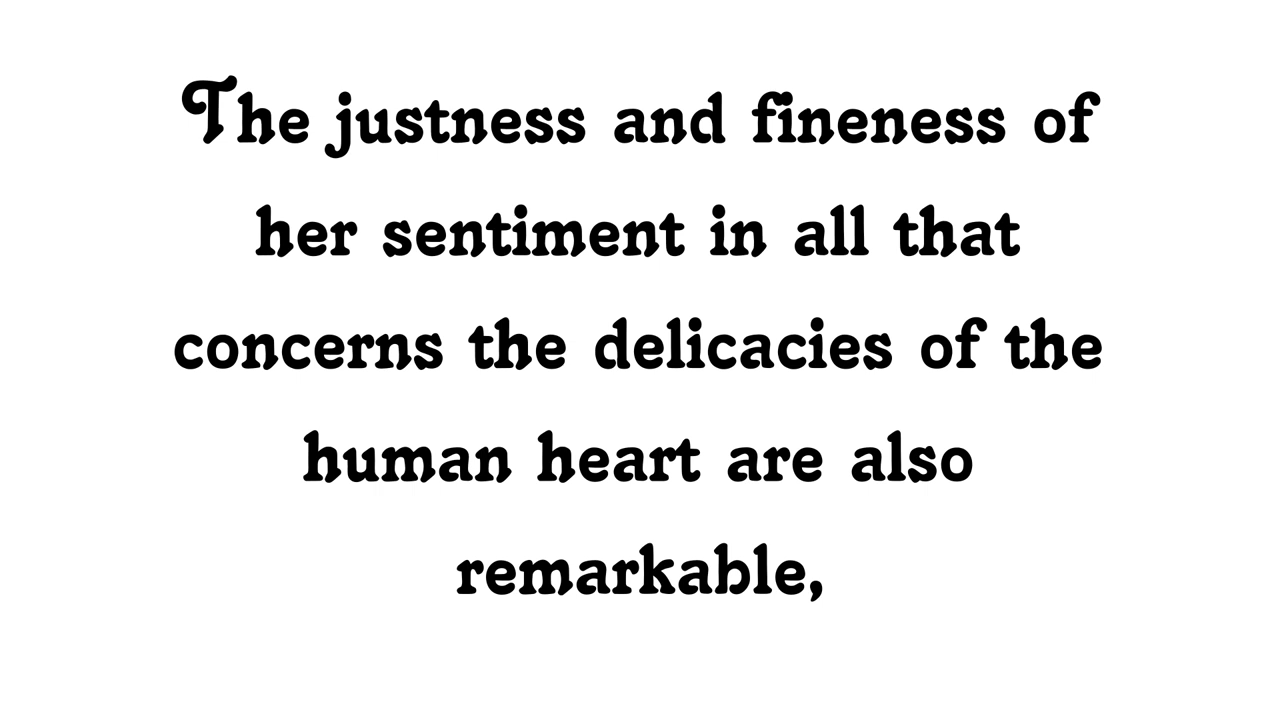 The justness and fineness of
her sentiment in all that
concerns the delicacies of the
human heart are also
remarkable,